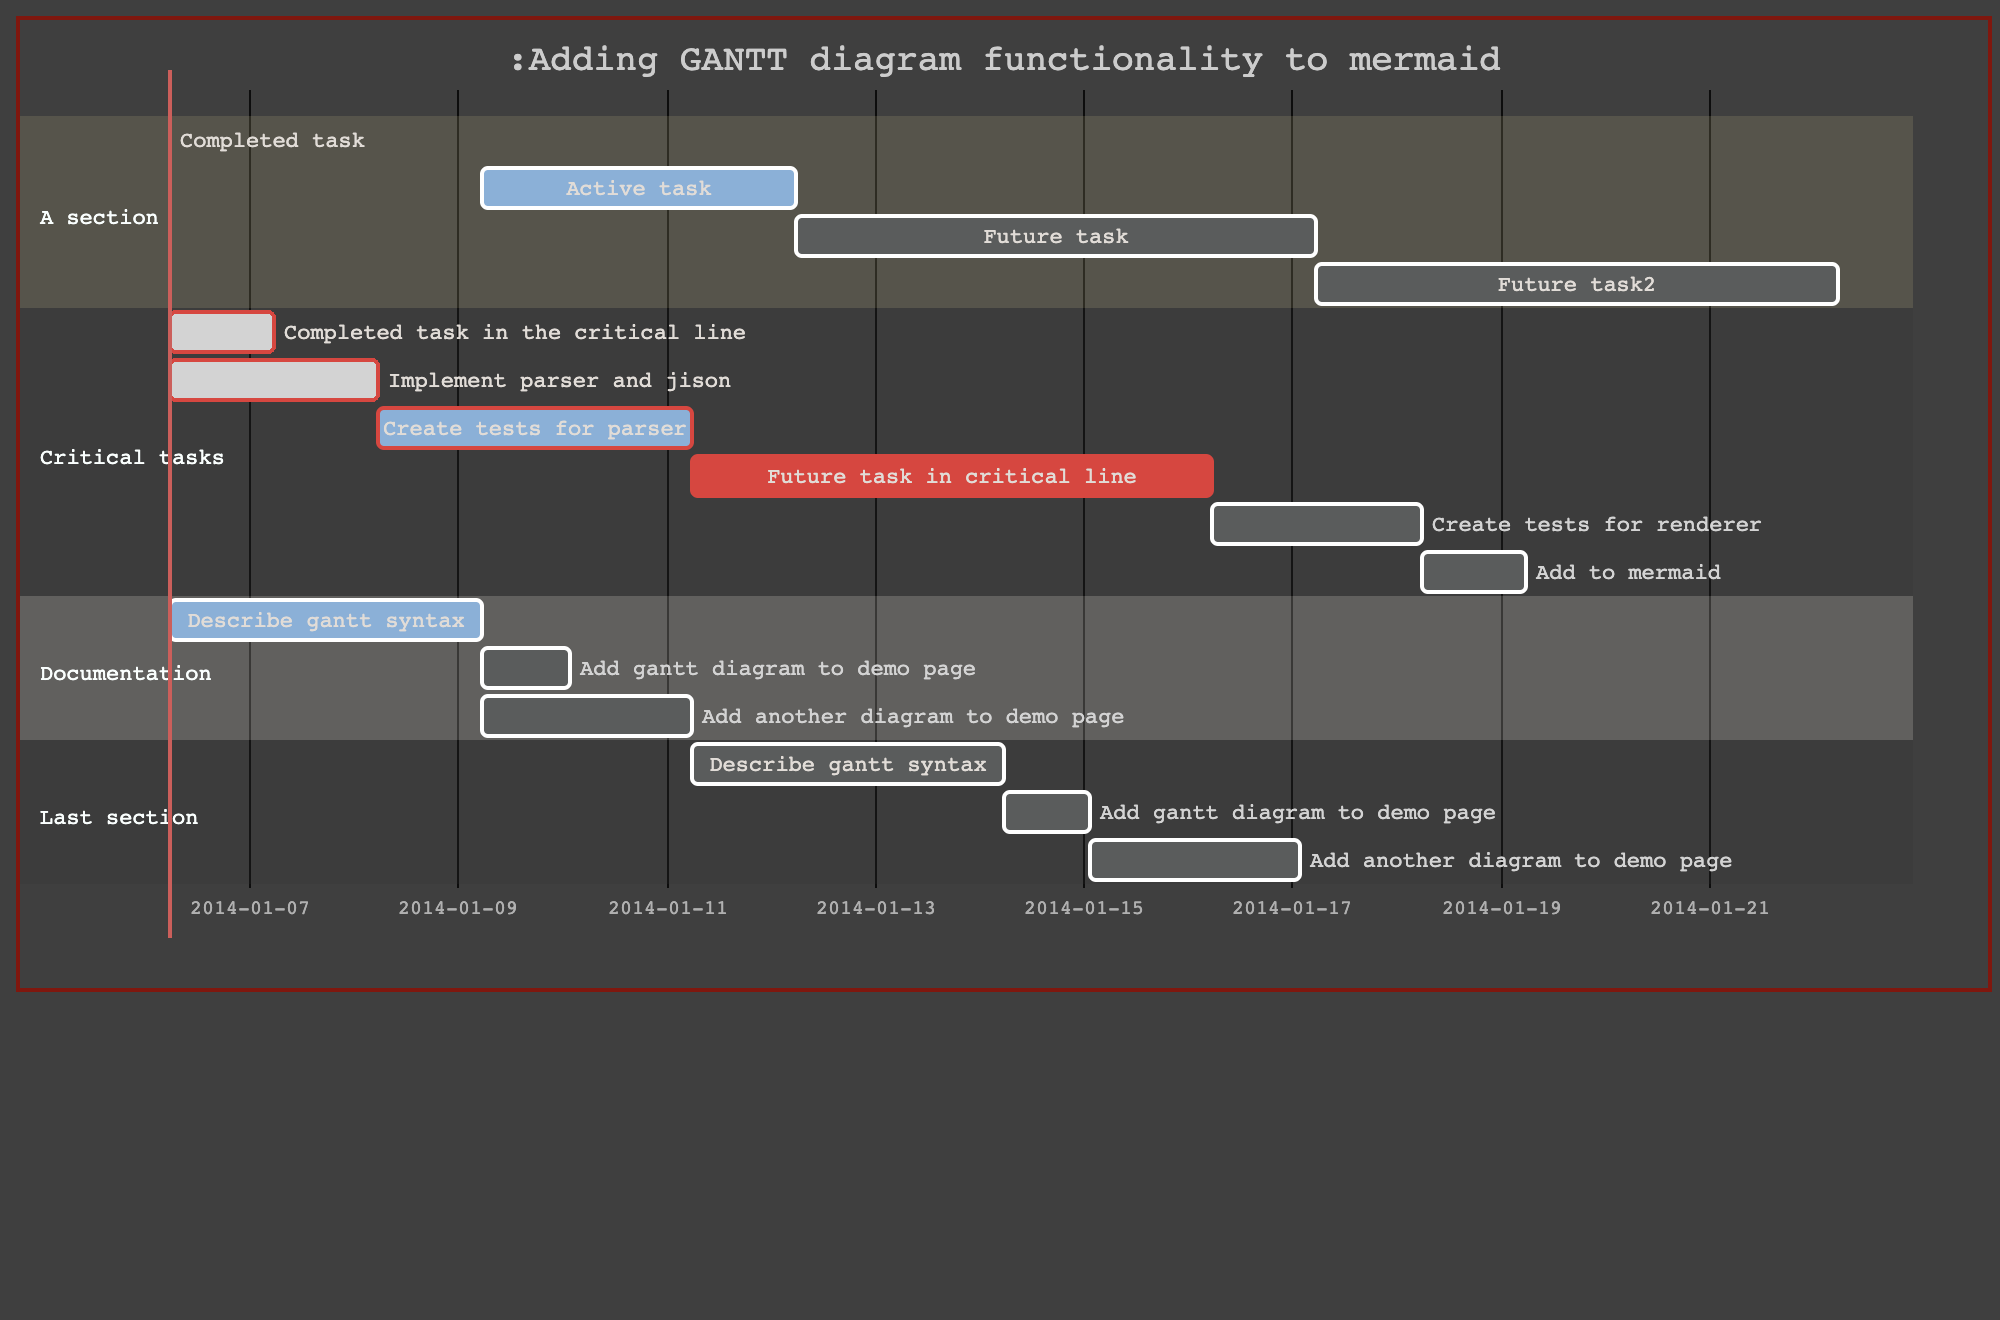 :Adding GANTT diagram functionality to mermaid
Completed task
Active task
A section
Future task
Future task2
Completed task in the critical line
Implement parser and jison
Create tests for parser
Critical tasks
Future task in critical line
Create tests for renderer
Add to mermaid
Describe gantt syntax
Add gantt diagram to demo page
Documentation
Add another diagram to demo page
Describe gantt syntax
Add gantt diagram to demo page
Last section
Add another diagram to demo page
2014-01-07 2014-01-09 2014-01-11 2014-01-13 2014-01-15 2014-01-17 2014-01-19 2014-01-21